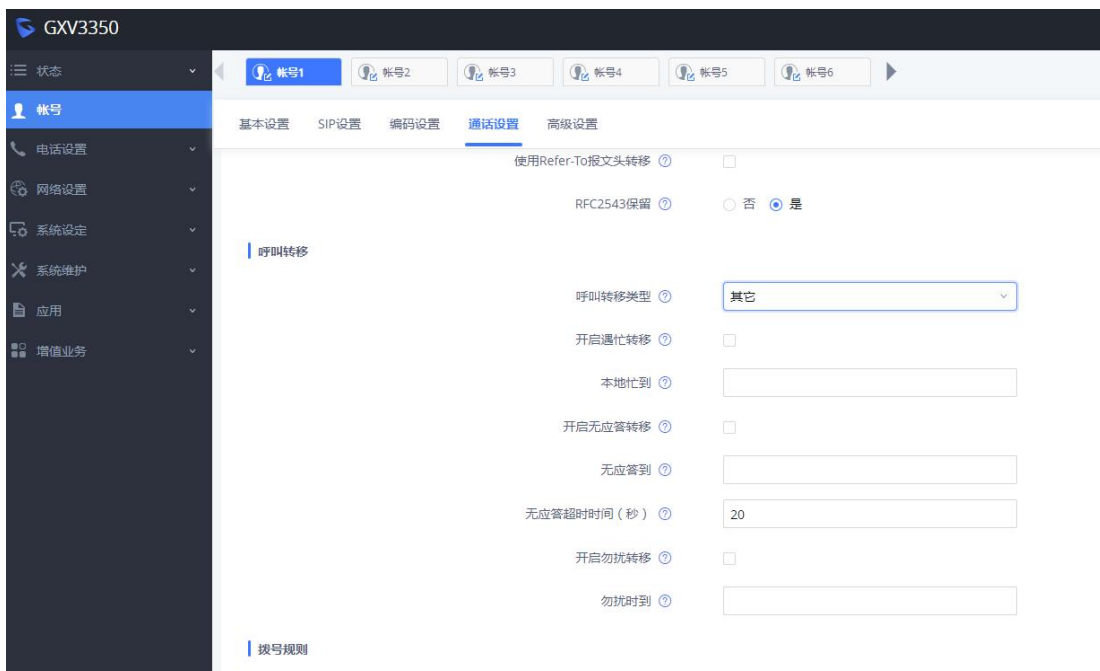 GXV3350
状态
帐号
电话设置
网络设置
系统设定
系统维护
应用
增值业务
帐号1 帐号2 帐号3 帐号4 帐号5 帐号6
基本设置 SIP设置 编码设置 通话设置 高级设置
使用Refer-To报文头转移
RFC2543保留 否 是
呼叫转移
呼叫转移类型 其它
开启遇忙转移
本地忙到
开启无应答转移
无应答到
无应答超时时间（秒） 20
开启勿扰转移
勿扰时到
拨号规则